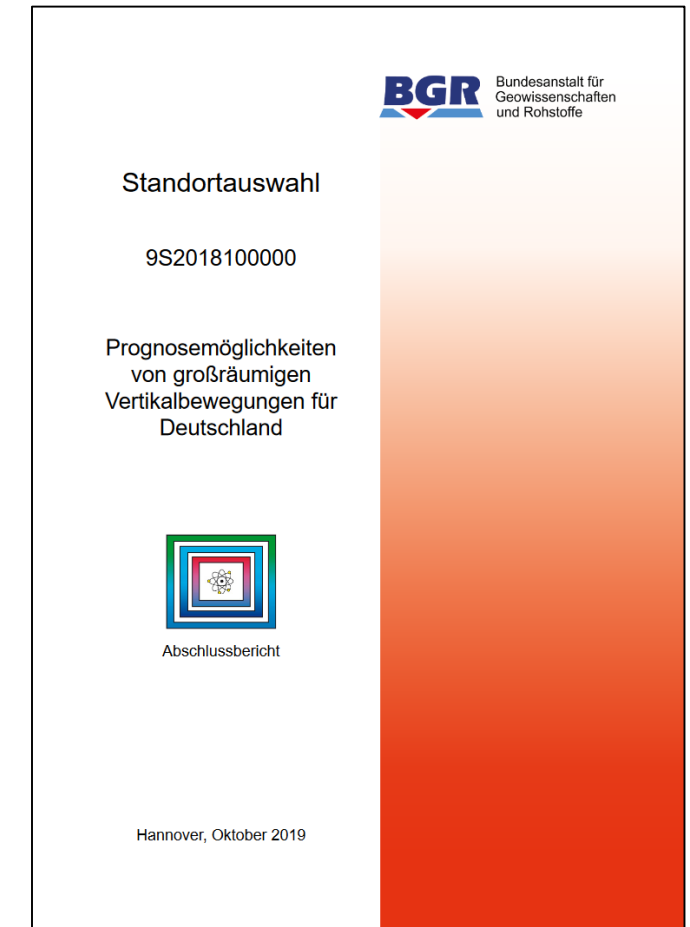 BGR
Bundesanstalt für
Geowissenschaften
und Rohstoffe
Standortauswahl
9S2018100000
Prognosemöglichkeiten
von großräumigen
Vertikalbewegungen für
Deutschland
Abschlussbericht
Hannover, Oktober 2019